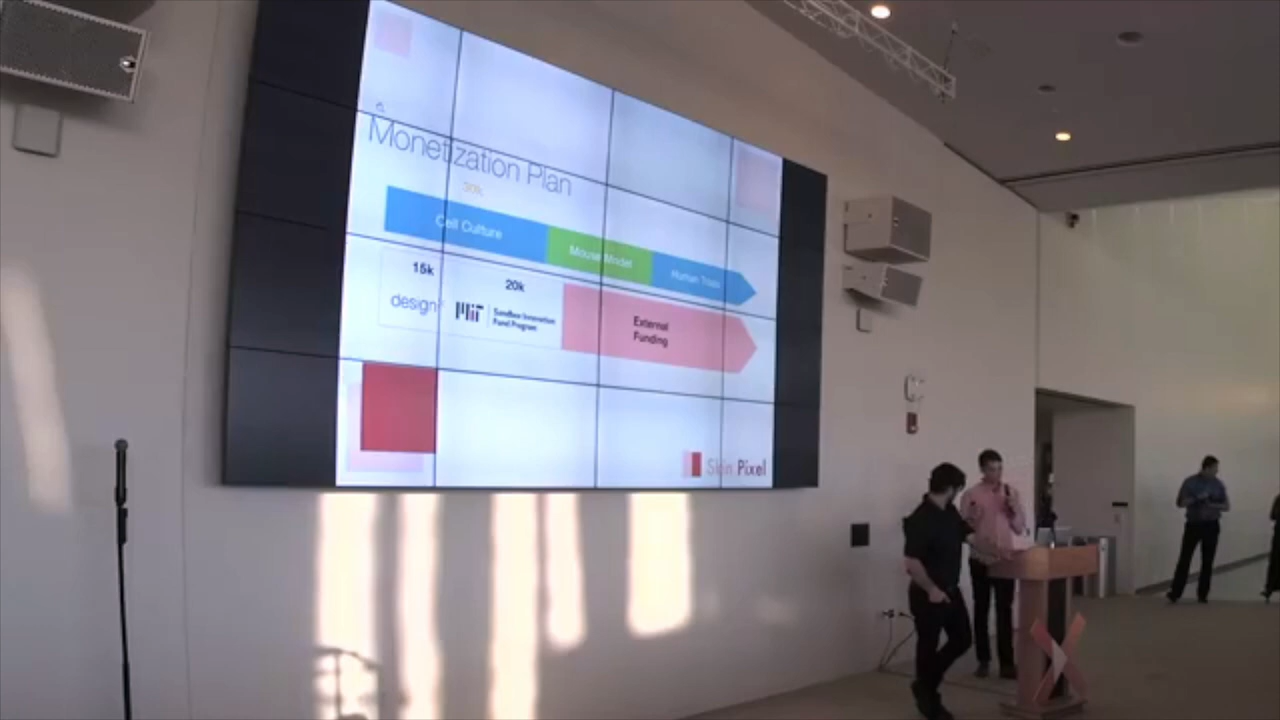 Monetization Plan
30k
Cell Culture
Mouse Model
Human Trials
15k
design
20k
MIT
Sandbox Innovation
Fund Program
External
Funding
Skin Pixel